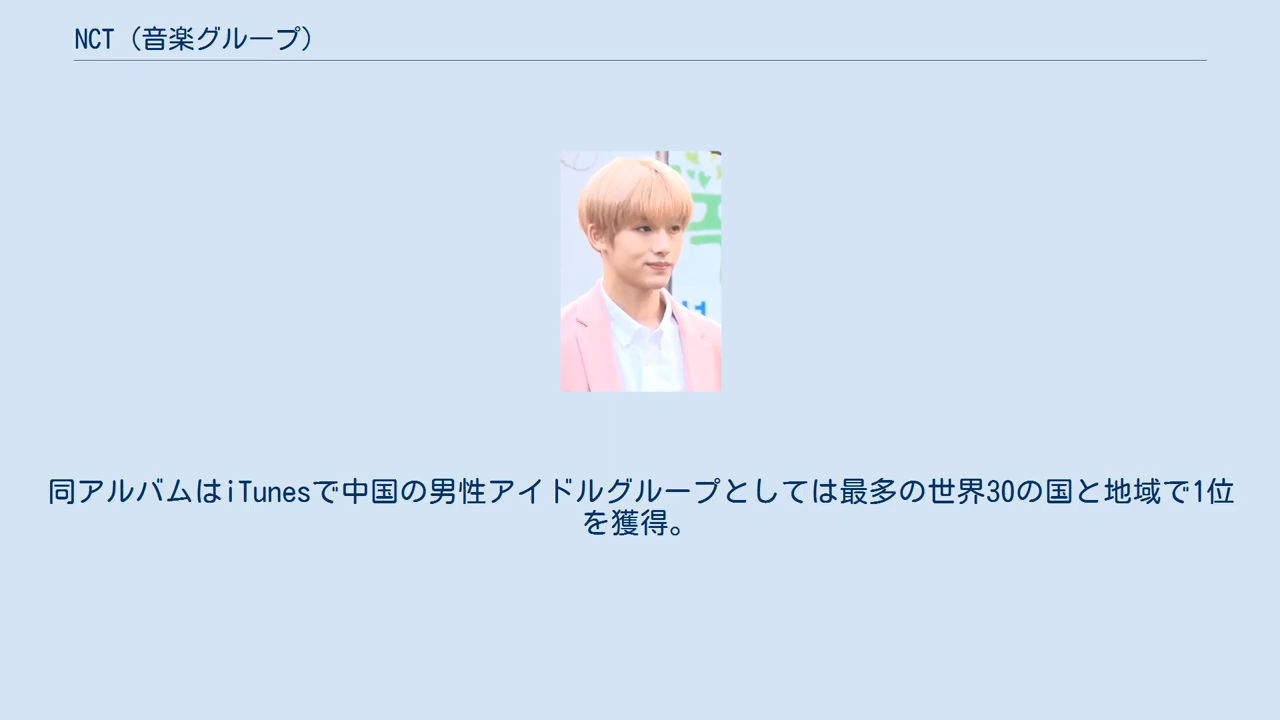 NCT（音楽グループ）
同アルバムはiTunesで中国の男性アイドルグループとしては最多の世界30の国と地域で1位
を獲得。